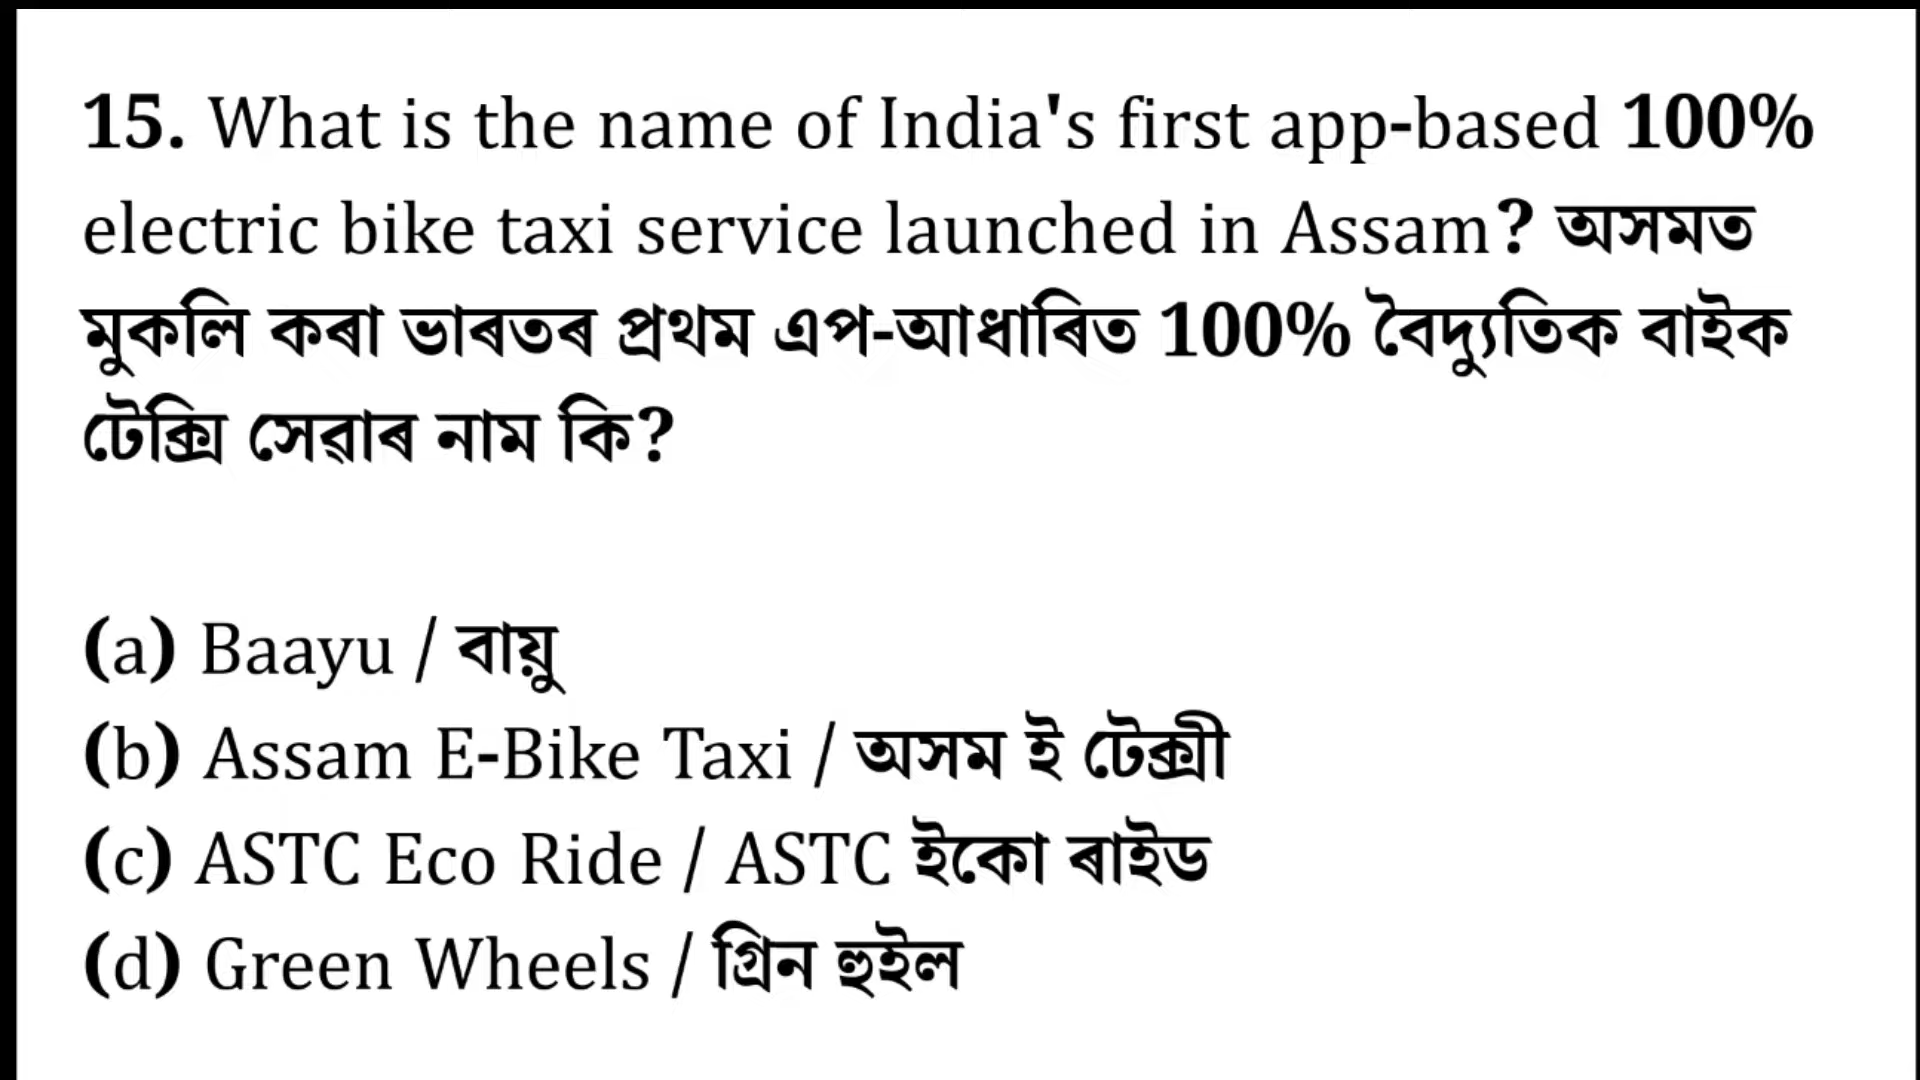 15. What is the name of India's first app-based 100%
electric bike taxi service launched in Assam? অসমত
মুকলি কৰা ভাৰতৰ প্ৰথম এপ-আধাৰিত 100% বৈদ্যুতিক বাইক
টেক্সি সেৱাৰ নাম কি?
(a) Baayu / বায়ু
(b) Assam E-Bike Taxi / অসম ই টেক্সী
(c) ASTC Eco Ride / ASTC ইকো ৰাইড
(d) Green Wheels / গ্ৰিন হুইল